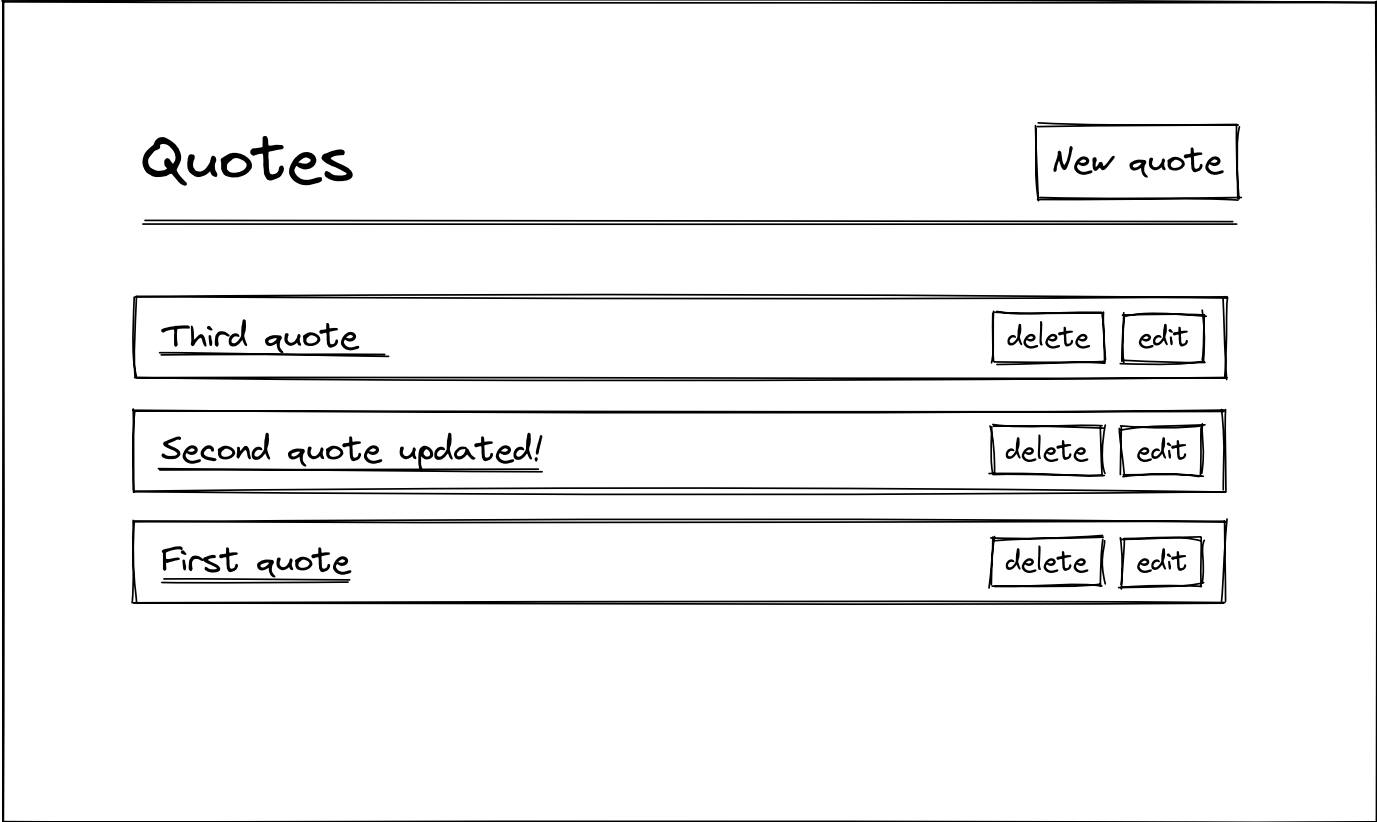 Quotes New quote
Third quote delete edit
Second quote updated! delete edit
First quote delete edit